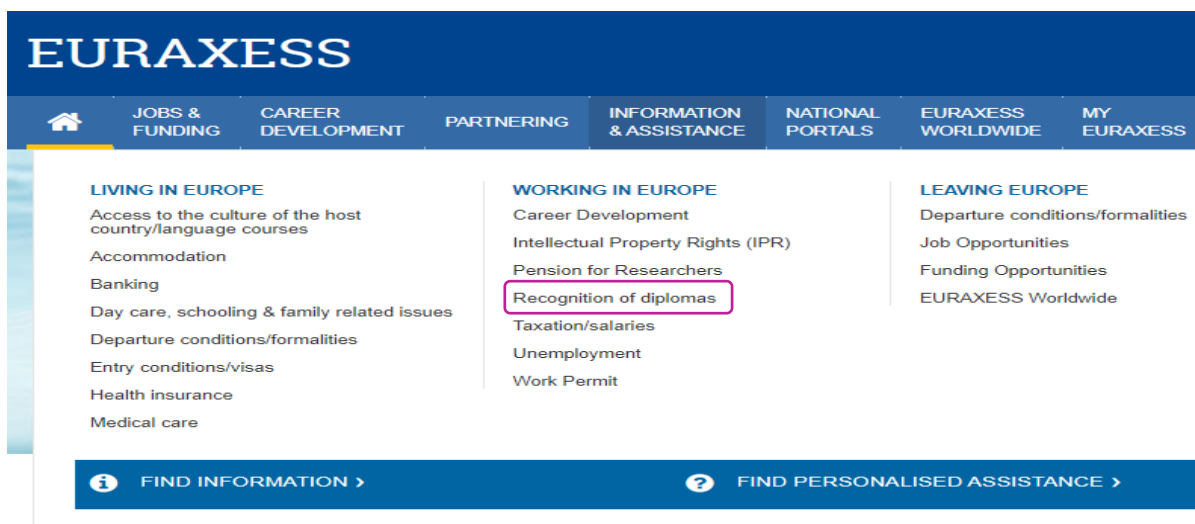 EURAXESS
JOBS &
FUNDING
CAREER
DEVELOPMENT
PARTNERING
INFORMATION
& ASSISTANCE
NATIONAL
PORTALS
EURAXESS
WORLDWIDE
MY
EURAXESS
LIVING IN EUROPE
Access to the culture of the host
country/language courses
Accommodation
Banking
Day care, schooling & family related issues
Departure conditions/formalities
Entry conditions/visas
Health insurance
Medical care
WORKING IN EUROPE
Career Development
Intellectual Property Rights (IPR)
Pension for Researchers
Recognition of diplomas
Taxation/salaries
Unemployment
Work Permit
LEAVING EUROPE
Departure conditions/formalities
Job Opportunities
Funding Opportunities
EURAXESS Worldwide
FIND INFORMATION >
FIND PERSONALISED ASSISTANCE >